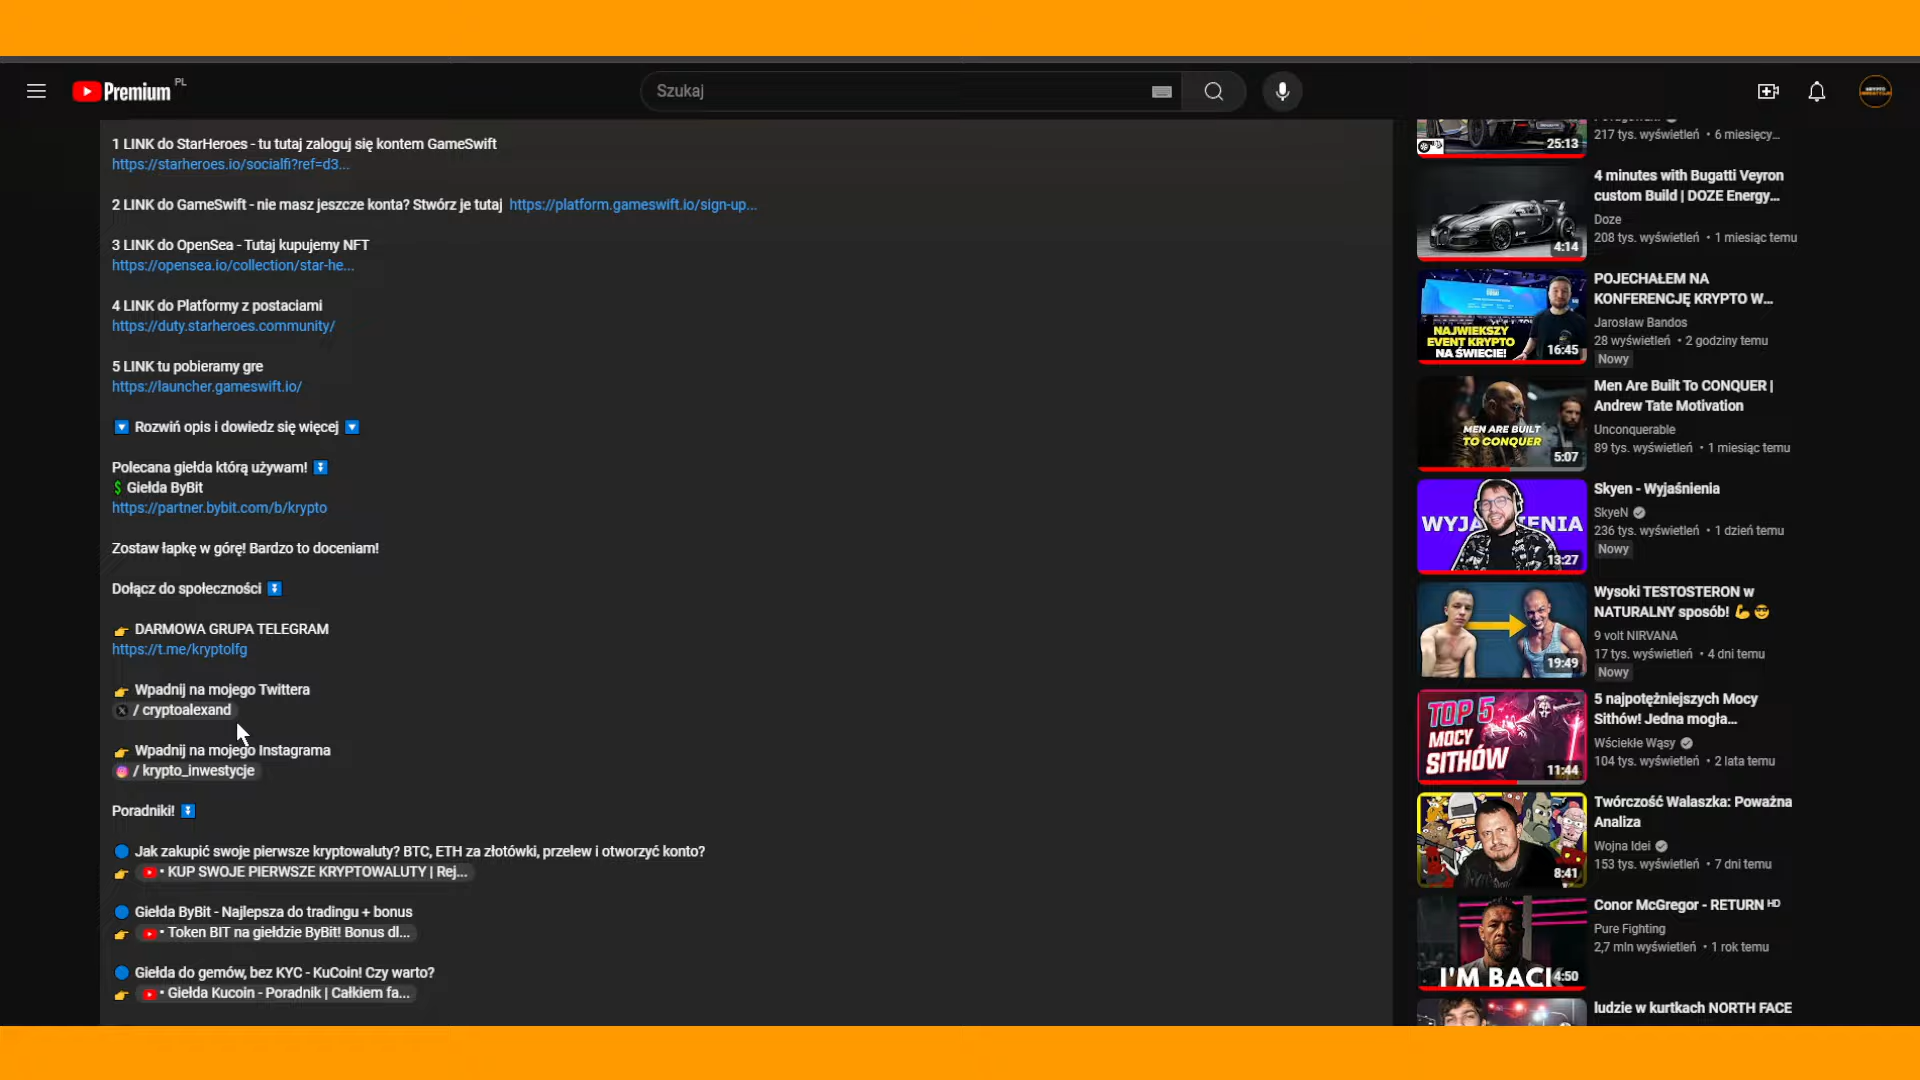 Premium PL
Szukaj
1 LINK do StarHeroes - tu tutaj zaloguj się kontem GameSwift
https://starheroes.io/socialfi?ref=d3...
2 LINK do GameSwift - nie masz jeszcze konta? Stwórz je tutaj https://platform.gameswift.io/sign-up...
3 LINK do OpenSea - Tutaj kupujemy NFT
https://opensea.io/collection/star-he...
4 LINK do Platformy z postaciami
https://duty.starheroes.community/
5 LINK tu pobieramy gre
https://launcher.gameswift.io/
Rozwiń opis i dowiedz się więcej
Polecana giełda którą używam!
Giełda ByBit
https://partner.bybit.com/b/krypto
Zostaw łapkę w górę! Bardzo to doceniam!
Dołącz do społeczności
DARMOWA GRUPA TELEGRAM
https://t.me/kryptolfg
Wpadnij na mojego Twittera
/ cryptoalexand
Wpadnij na mojego Instagrama
/ krypto_inwestycje
Poradniki!
Jak zakupić swoje pierwsze kryptowaluty? BTC, ETH za złotówki, przelew i otworzyć konto?
• KUP SWOJE PIERWSZE KRYPTOWALUTY | Rej...
Giełda ByBit - Najlepsza do tradingu + bonus
• Token BIT na giełdzie ByBit! Bonus dl...
Giełda do gemów, bez KYC - KuCoin! Czy warto?
• Giełda Kucoin - Poradnik | Całkiem fa...
25:13
217 tys. wyświetleń • 6 miesięcy...
4:14
4 minutes with Bugatti Veyron
custom Build | DOZE Energy...
Doze
208 tys. wyświetleń • 1 miesiąc temu
NAJWIEKSZY
EVENT KRYPTO
NA ŚWIECIE!
16:45
POJECHAŁEM NA
KONFERENCJĘ KRYPTO W...
Jarosław Bandos
28 wyświetleń • 2 godziny temu
Nowy
MEN ARE BUILT
TO CONQUER
5:07
Men Are Built To CONQUER |
Andrew Tate Motivation
Unconquerable
89 tys. wyświetleń • 1 miesiąc temu
13:27
Skyen - Wyjaśnienia
SkyeN
236 tys. wyświetleń • 1 dzień temu
Nowy
19:49
Wysoki TESTOSTERON w
NATURALNY sposób!
9 volt NIRVANA
17 tys. wyświetleń • 4 dni temu
Nowy
TOP 5
MOCY
SITHÓW
11:44
5 najpotężniejszych Mocy
Sithów! Jedna mogła...
Wściekłe Wąsy
104 tys. wyświetleń • 2 lata temu
8:41
Twórczość Walaszka: Poważna
Analiza
Wojna Idei
153 tys. wyświetleń • 7 dni temu
I'M BACK
4:50
Conor McGregor - RETURN HD
Pure Fighting
2,7 mln wyświetleń • 1 rok temu
ludzie w kurtkach NORTH FACE